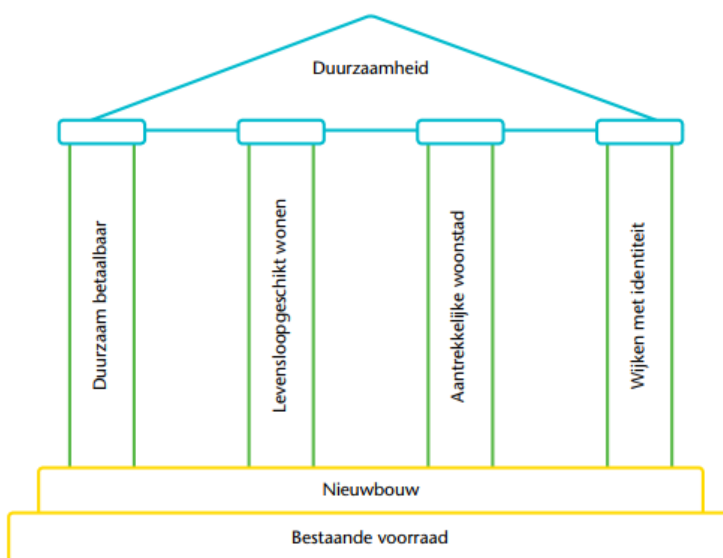 Duurzaamheid
Duurzaam betaalbaar
Levensloopgeschikt wonen
Aantrekkelijke woonstad
Wijken met identiteit
Nieuwbouw
Bestaande voorraad